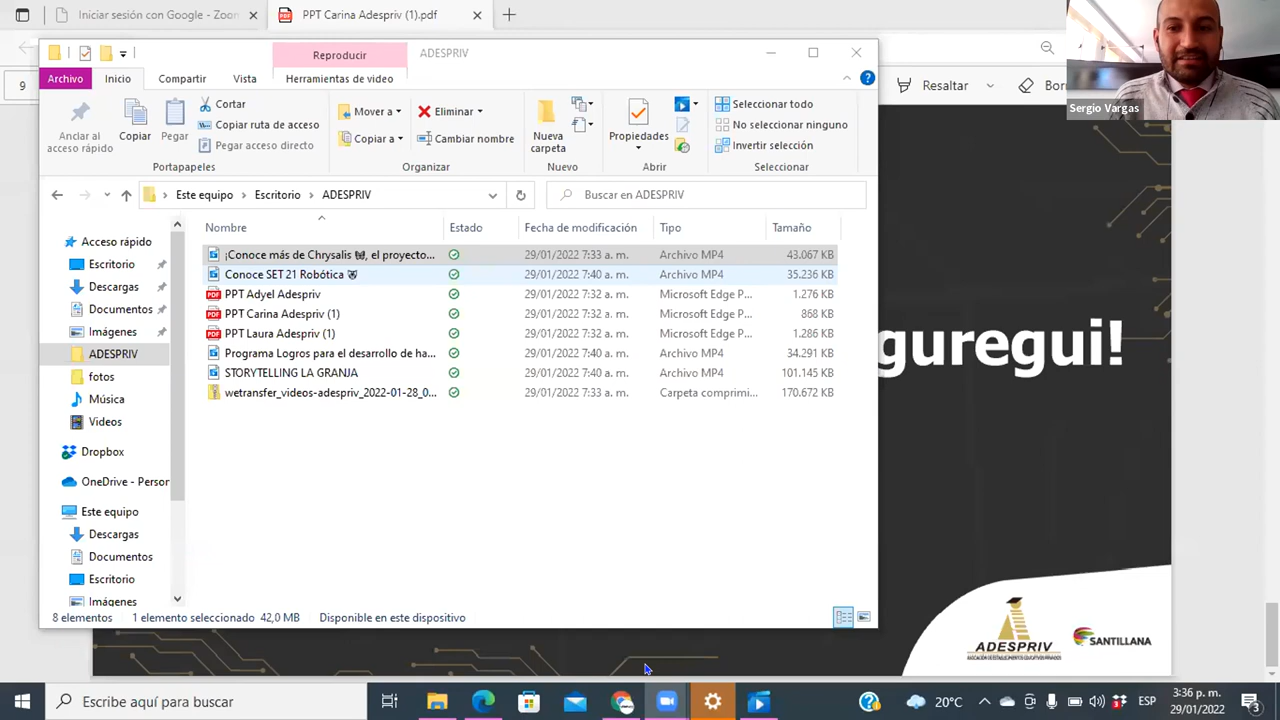 Iniciar sesión con Google - Zoon
PPT Carina Adespriv (1).pdf
Reproducir
ADESPRIV
Archivo
Inicio
Compartir
Vista
Herramientas de video
9
Resaltar
Borr
Sergio Vargas
Anclar al
acceso rápido
Copiar
Pegar
Cortar
Copiar ruta de acceso
Pegar acceso directo
Mover a
Copiar a
Eliminar
Cambiar nombre
Nueva
carpeta
Propiedades
Seleccionar todo
No seleccionar ninguno
Invertir selección
Portapapeles
Organizar
Nuevo
Abrir
Seleccionar
Este equipo > Escritorio > ADESPRIV
Buscar en ADESPRIV
Nombre Estado Fecha de modificación Tipo Tamaño
¡Conoce más de Chrysalis 🦋, el proyecto... 29/01/2022 7:33 a. m. Archivo MP4 43.067 KB
Conoce SET 21 Robótica 29/01/2022 7:40 a. m. Archivo MP4 35.236 KB
PPT Adyel Adespriv 29/01/2022 7:32 a. m. Microsoft Edge P... 1.276 KB
PPT Carina Adespriv (1) 29/01/2022 7:32 a. m. Microsoft Edge P... 868 KB
PPT Laura Adespriv (1) 29/01/2022 7:32 a. m. Microsoft Edge P... 1.286 KB
Programa Logros para el desarrollo de ha... 29/01/2022 7:40 a. m. Archivo MP4 34.291 KB
STORYTELLING LA GRANJA 29/01/2022 7:40 a. m. Archivo MP4 101.145 KB
wetransfer_videos-adespriv_2022-01-28_0... 29/01/2022 7:33 a. m. Carpeta comprimi... 170.672 KB
Acceso rápido
Escritorio
Descargas
Documentos
Imágenes
ADESPRIV
fotos
Música
Videos
Dropbox
OneDrive - Person
Este equipo
Descargas
Documentos
Escritorio
Imágenes
guregui!
8 elementos 1 elemento seleccionado 42,0 MB Disponible en este dispositivo
ADESPRIV
ASOCIACIÓN DE ESTABLECIMIENTOS EDUCATIVOS PRIVADOS
SANTILLANA
Escribe aquí para buscar
20°C
ESP
3:36 p. m.
29/01/2022
3